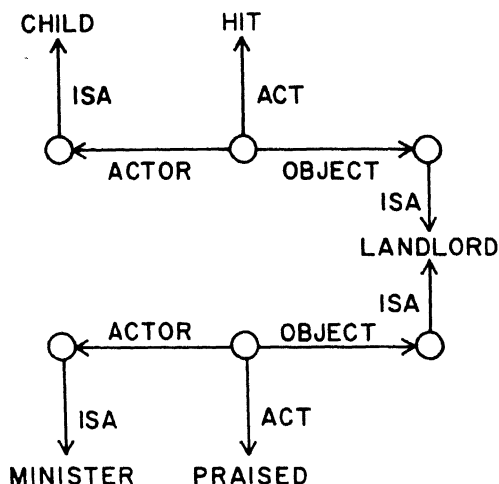 CHILD HIT
ISA ACT
ACTOR OBJECT
ISA
LANDLORD
ISA
ACTOR OBJECT
ISA ACT
MINISTER PRAISED